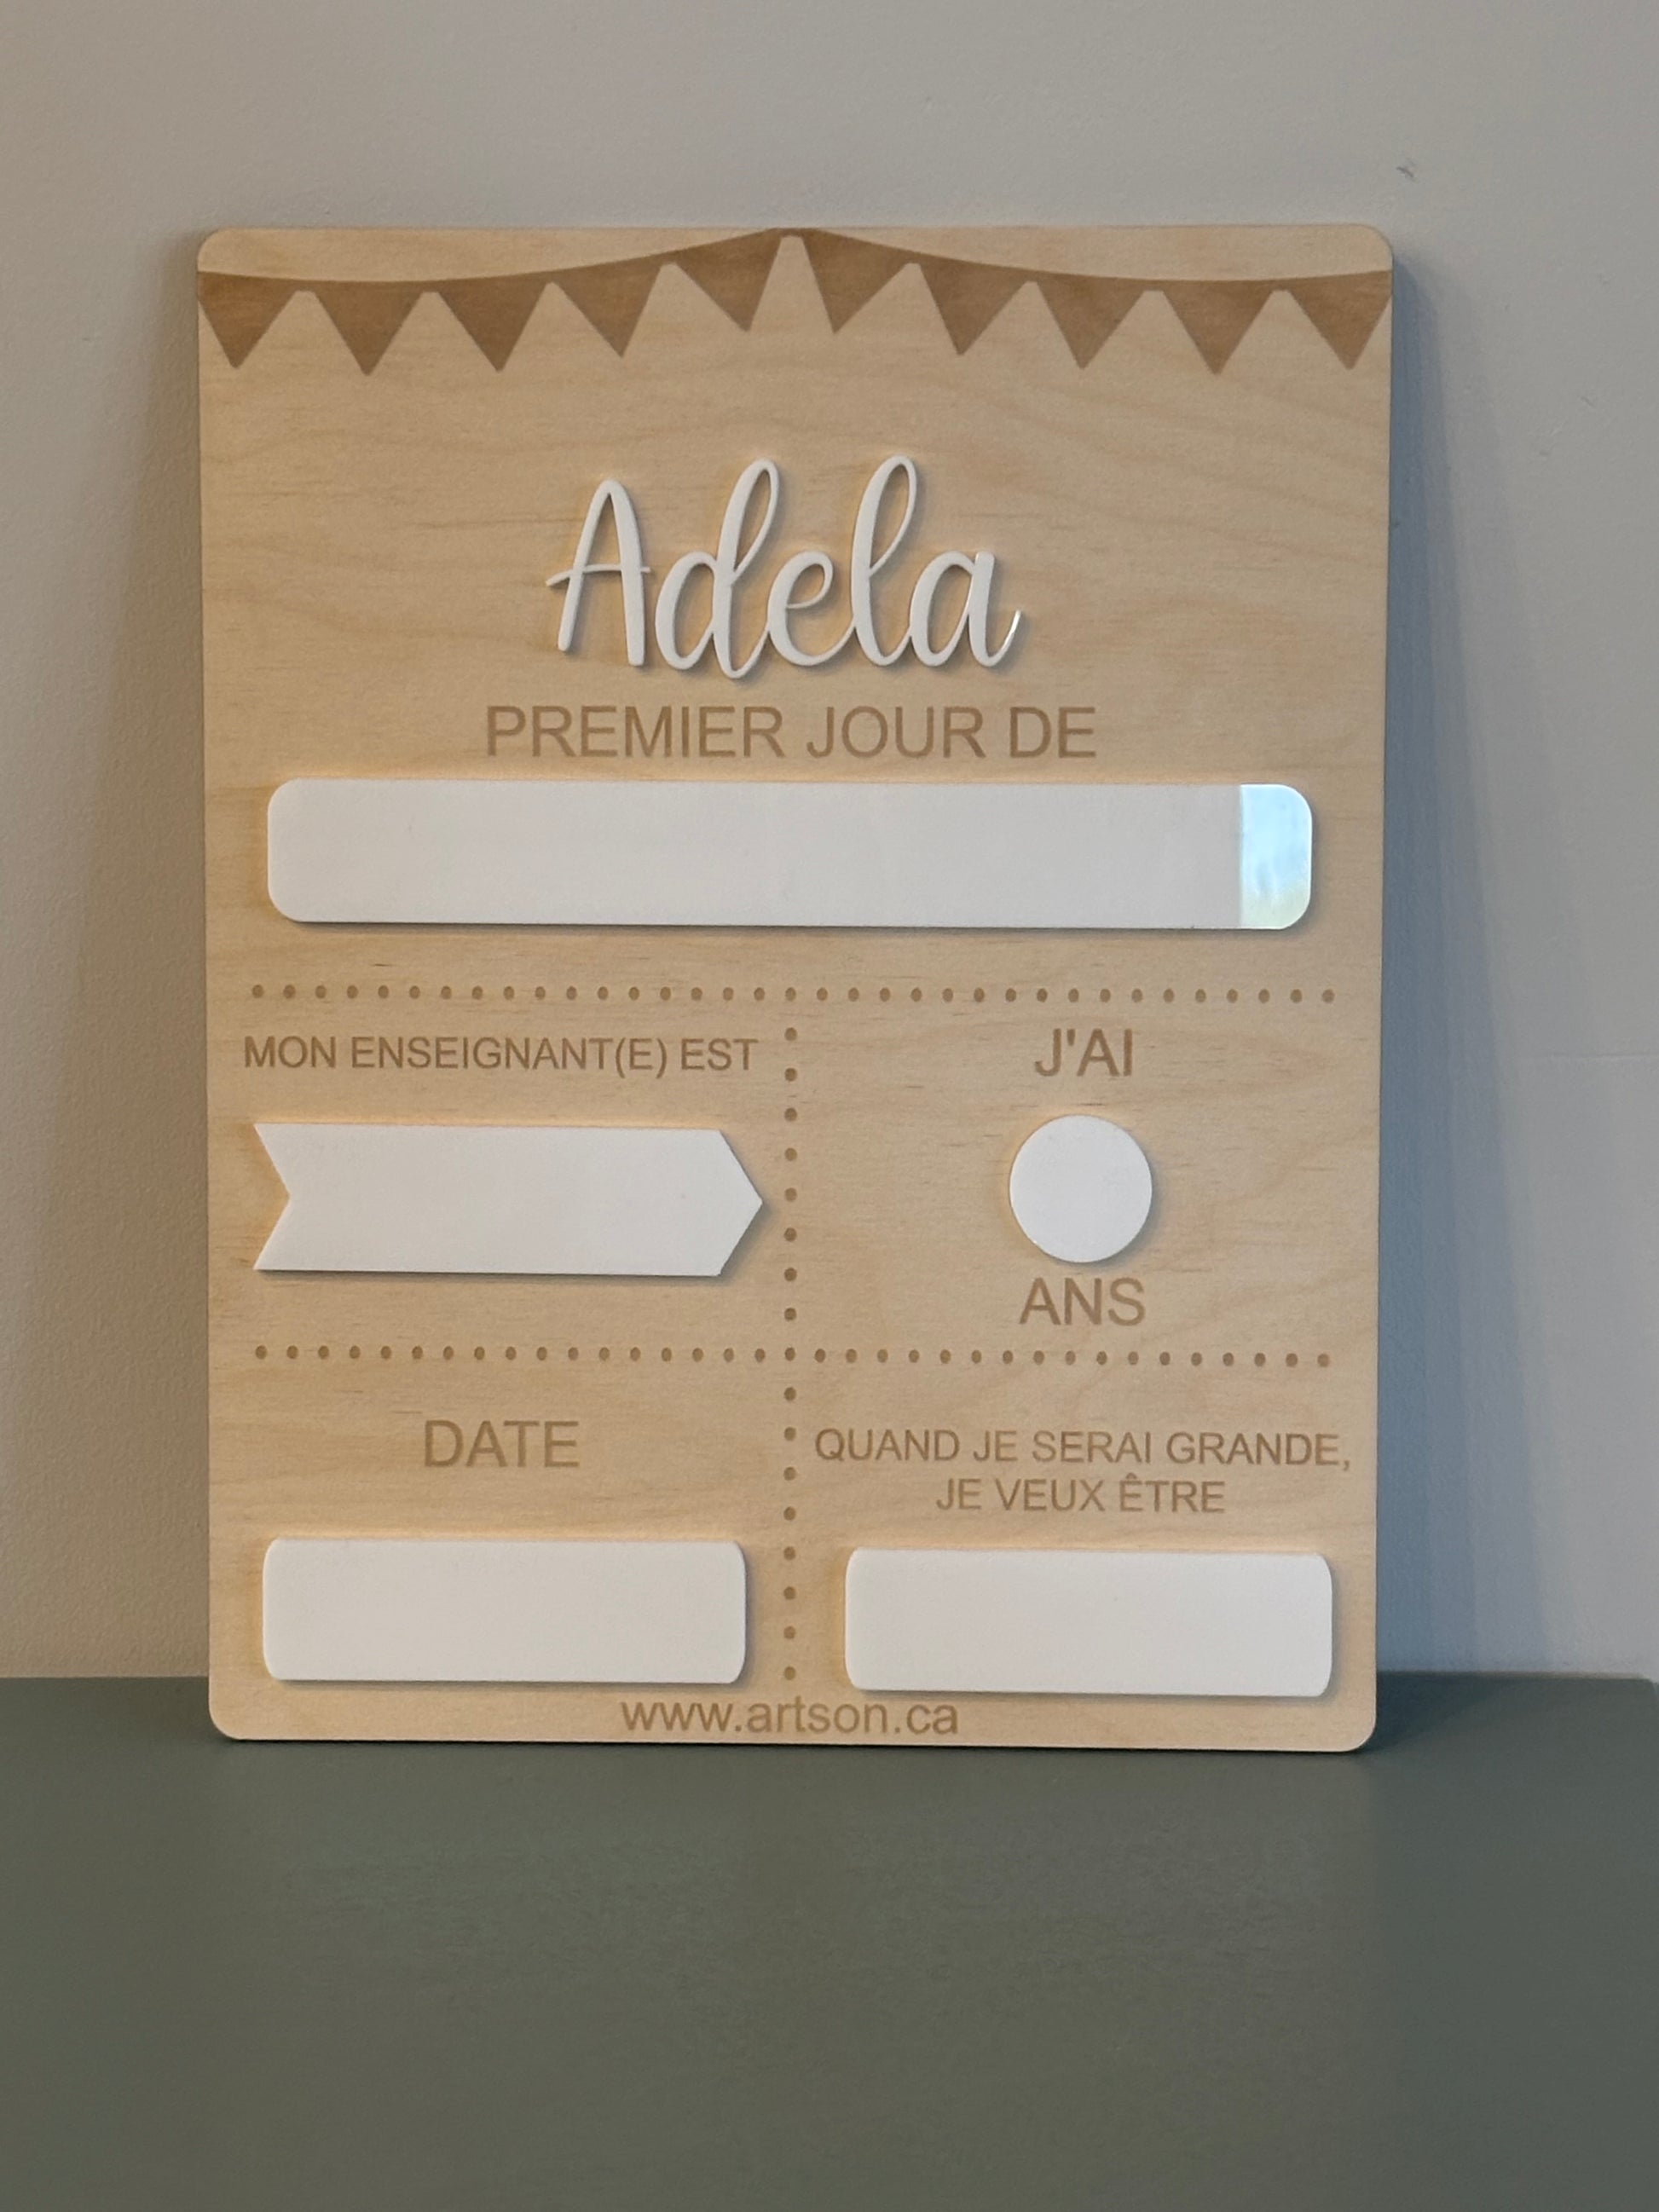 Adela
PREMIER JOUR DE
MON ENSEIGNANT(E) EST
J'AI
ANS
DATE
QUAND JE SERAI GRANDE,
JE VEUX ÊTRE
www.artson.ca